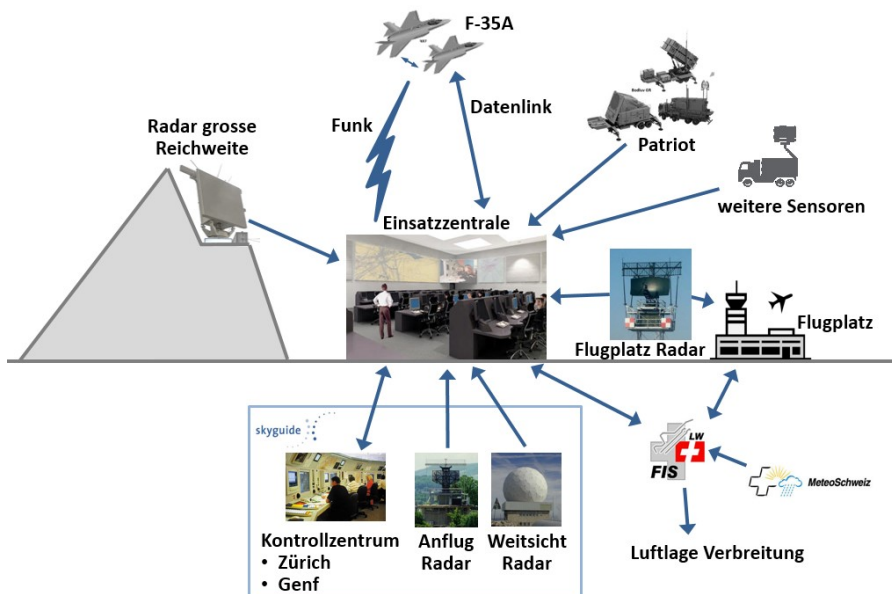 F-35A
Funk
Datenlink
Radar grosse
Reichweite
Patriot
weitere Sensoren
Einsatzzentrale
Flugplatz Radar
Flugplatz
skyguide
Kontrollzentrum
• Zürich
• Genf
Anflug
Radar
Weitsicht
Radar
LW
FIS
MeteoSchweiz
Luftlage Verbreitung